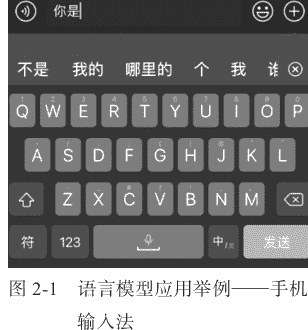 你是
不是 我的 哪里的 个 我
Q W E R T Y U I O P
A S D F G H J K L
Z X C V B N M
符 123 中 发送
图 2-1 语言模型应用举例——手机
输入法